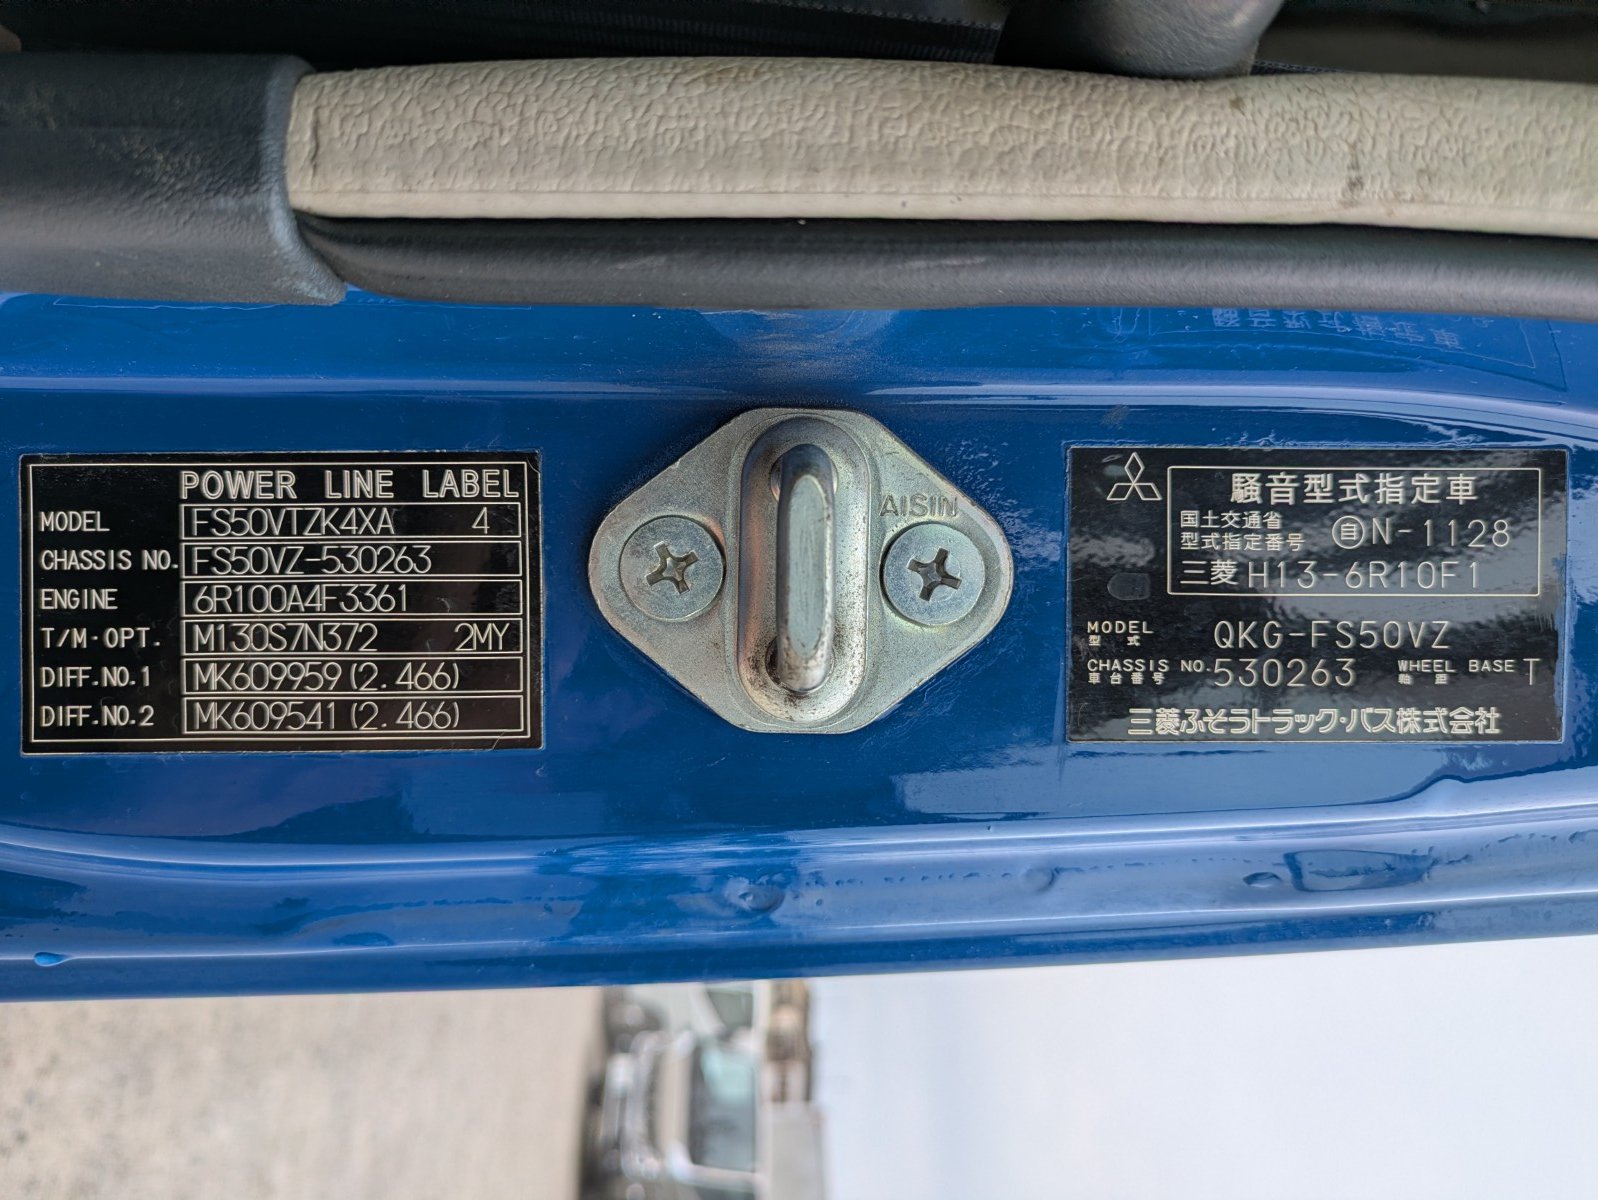 POWER LINE LABEL
MODEL FS50VTZK4XA 4
CHASSIS NO. FS50VZ-530263
ENGINE 6R100A4F3361
T/M·OPT. M130S7N372 2MY
DIFF.NO.1 MK609959(2.466)
DIFF.NO.2 MK609541(2.466)
AISIN
騒音型式指定車
国土交通省
型式指定番号 自N-1128
三菱 H13-6R10F1
MODEL QKG-FS50VZ
型式
CHASSIS NO. 530263 WHEEL BASE T
車台番号 軸距
三菱ふそうトラック・バス株式会社